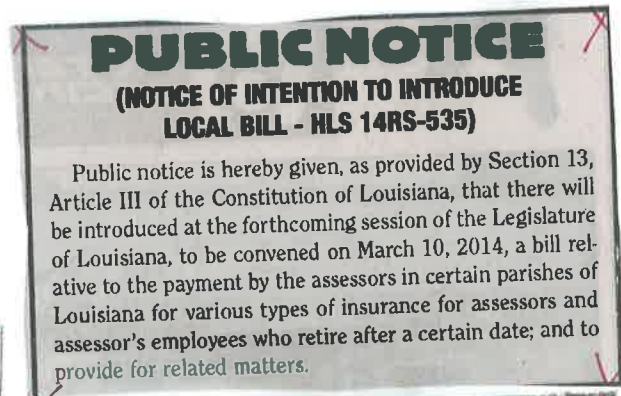 PUBLIC NOTICE
(NOTICE OF INTENTION TO INTRODUCE
LOCAL BILL - HLS 14RS-535)
Public notice is hereby given, as provided by Section 13,
Article III of the Constitution of Louisiana, that there will
be introduced at the forthcoming session of the Legislature
of Louisiana, to be convened on March 10, 2014, a bill rel-
ative to the payment by the assessors in certain parishes of
Louisiana for various types of insurance for assessors and
assessor's employees who retire after a certain date; and to
provide for related matters.